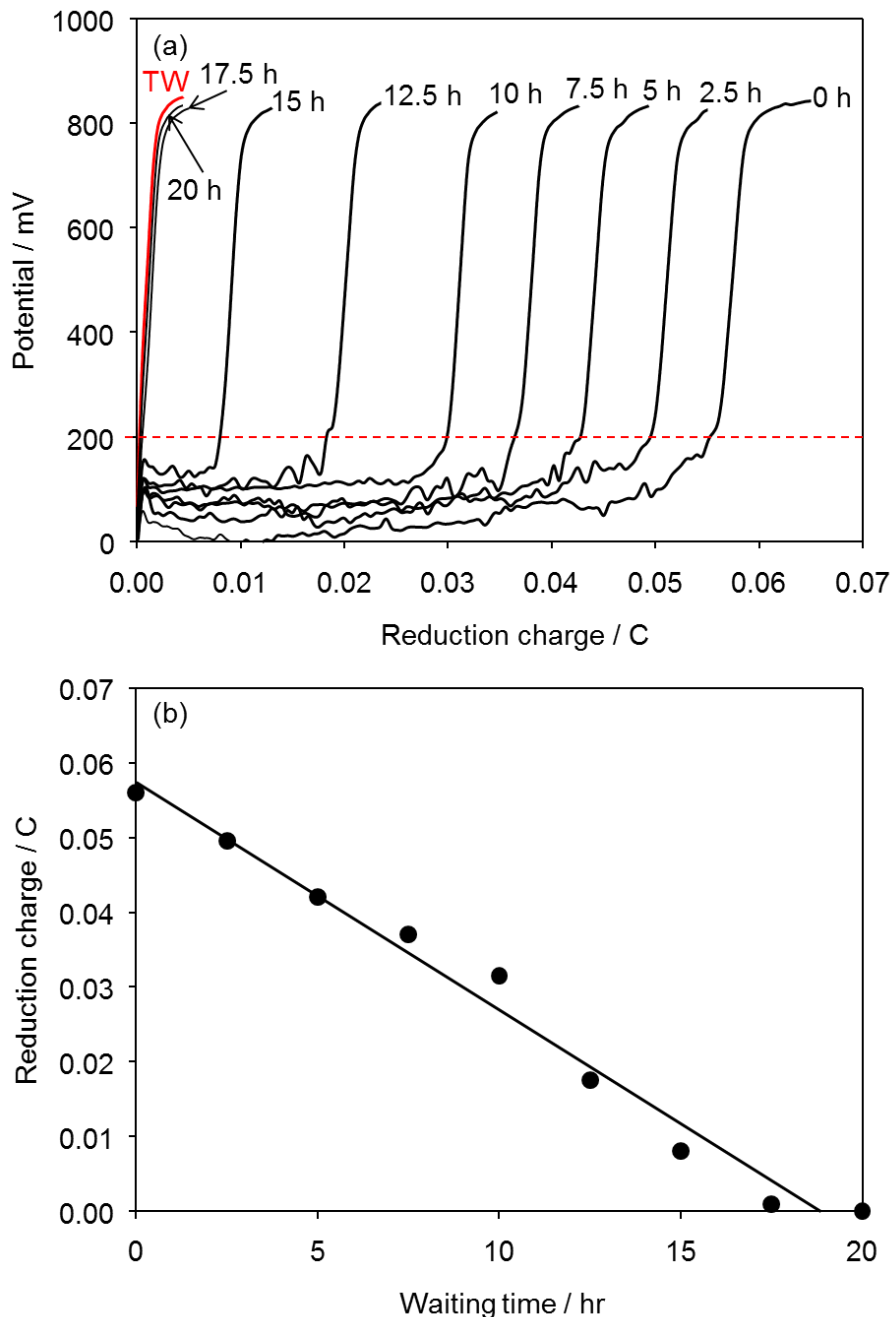 1000
(a)
TW
17.5 h
15 h
12.5 h
10 h
7.5 h
5 h
2.5 h
0 h
800
20 h
600
Potential / mV
400
200
0
0.00 0.01 0.02 0.03 0.04 0.05 0.06 0.07
Reduction charge / C
0.07
(b)
0.06
0.05
0.04
Reduction charge / C
0.03
0.02
0.01
0.00
0 5 10 15 20
Waiting time / hr